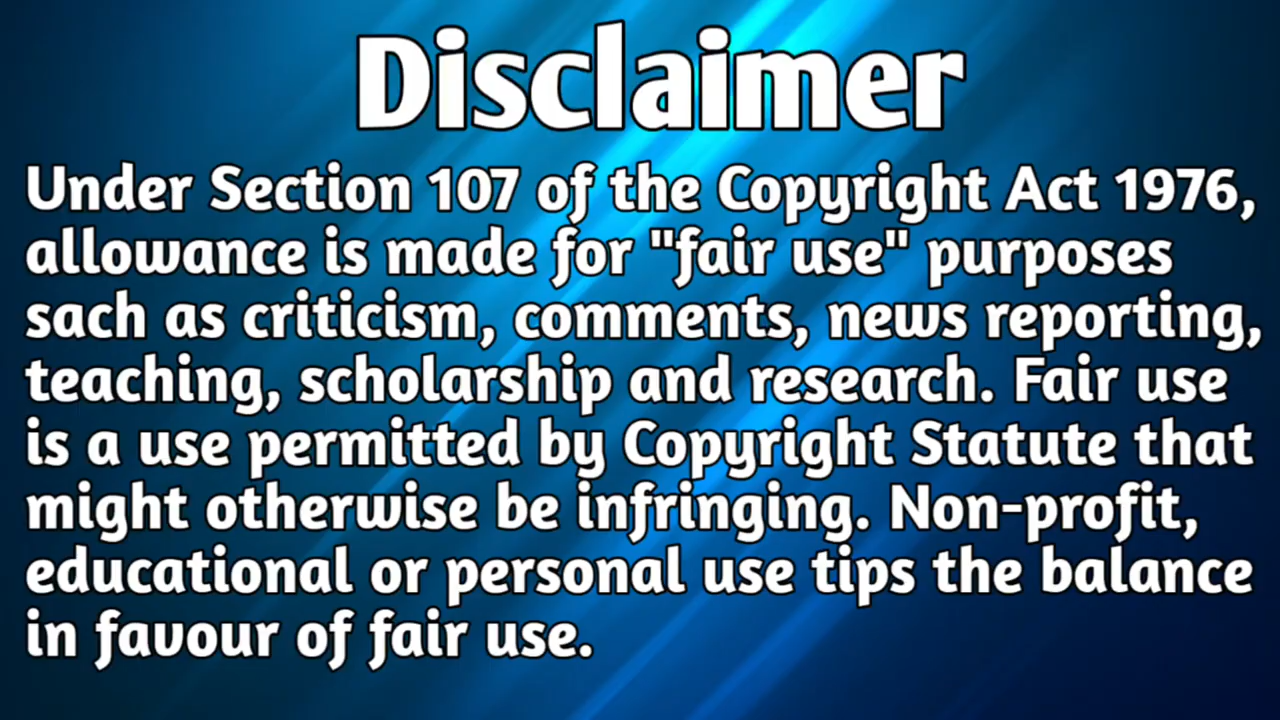 Disclaimer
Under Section 107 of the Copyright Act 1976,
allowance is made for "fair use" purposes
sach as criticism, comments, news reporting,
teaching, scholarship and research. Fair use
is a use permitted by Copyright Statute that
might otherwise be infringing. Non-profit,
educational or personal use tips the balance
in favour of fair use.